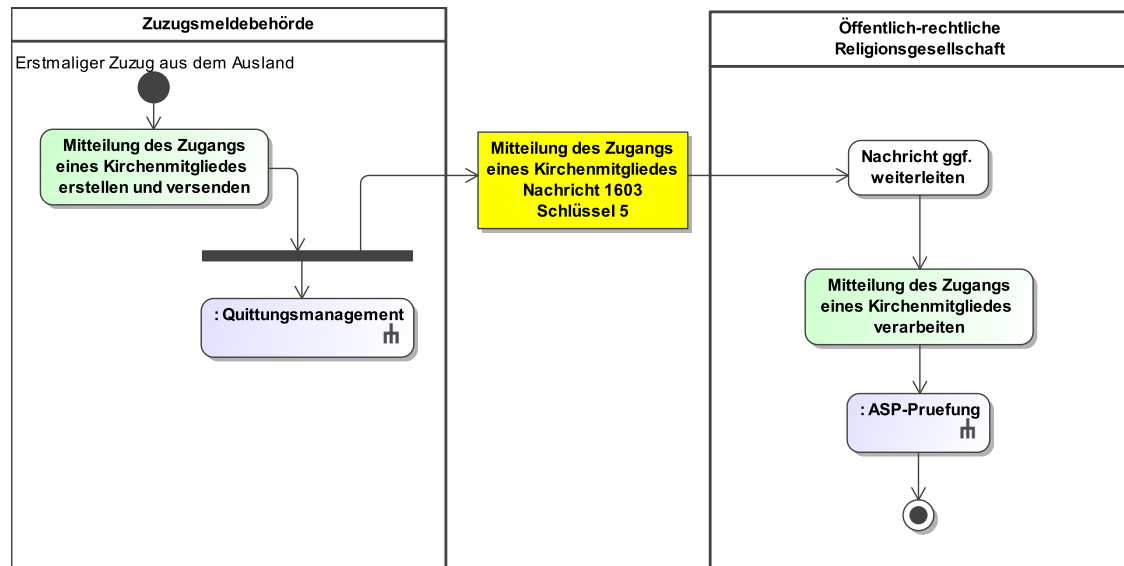 Zuzugsmeldebehörde
Erstmaliger Zuzug aus dem Ausland
Mitteilung des Zugangs
eines Kirchenmitgliedes
erstellen und versenden
: Quittungsmanagement
Mitteilung des Zugangs
eines Kirchenmitgliedes
Nachricht 1603
Schlüssel 5
Öffentlich-rechtliche
Religionsgesellschaft
Nachricht ggf.
weiterleiten
Mitteilung des Zugangs
eines Kirchenmitgliedes
verarbeiten
: ASP-Pruefung